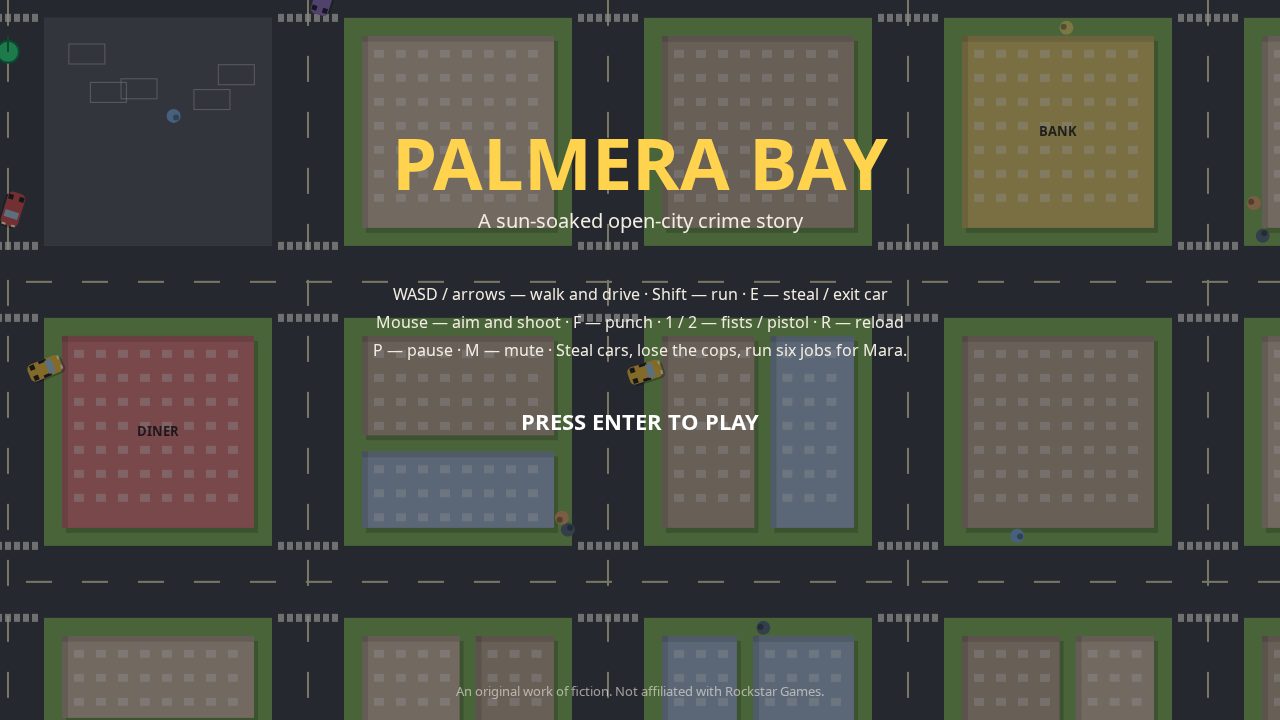 BANK
PALMERA BAY
A sun-soaked open-city crime story
WASD / arrows — walk and drive · Shift — run · E — steal / exit car
Mouse — aim and shoot · F — punch · 1 / 2 — fists / pistol · R — reload
P — pause · M — mute · Steal cars, lose the cops, run six jobs for Mara.
PRESS ENTER TO PLAY
DINER
An original work of fiction. Not affiliated with Rockstar Games.